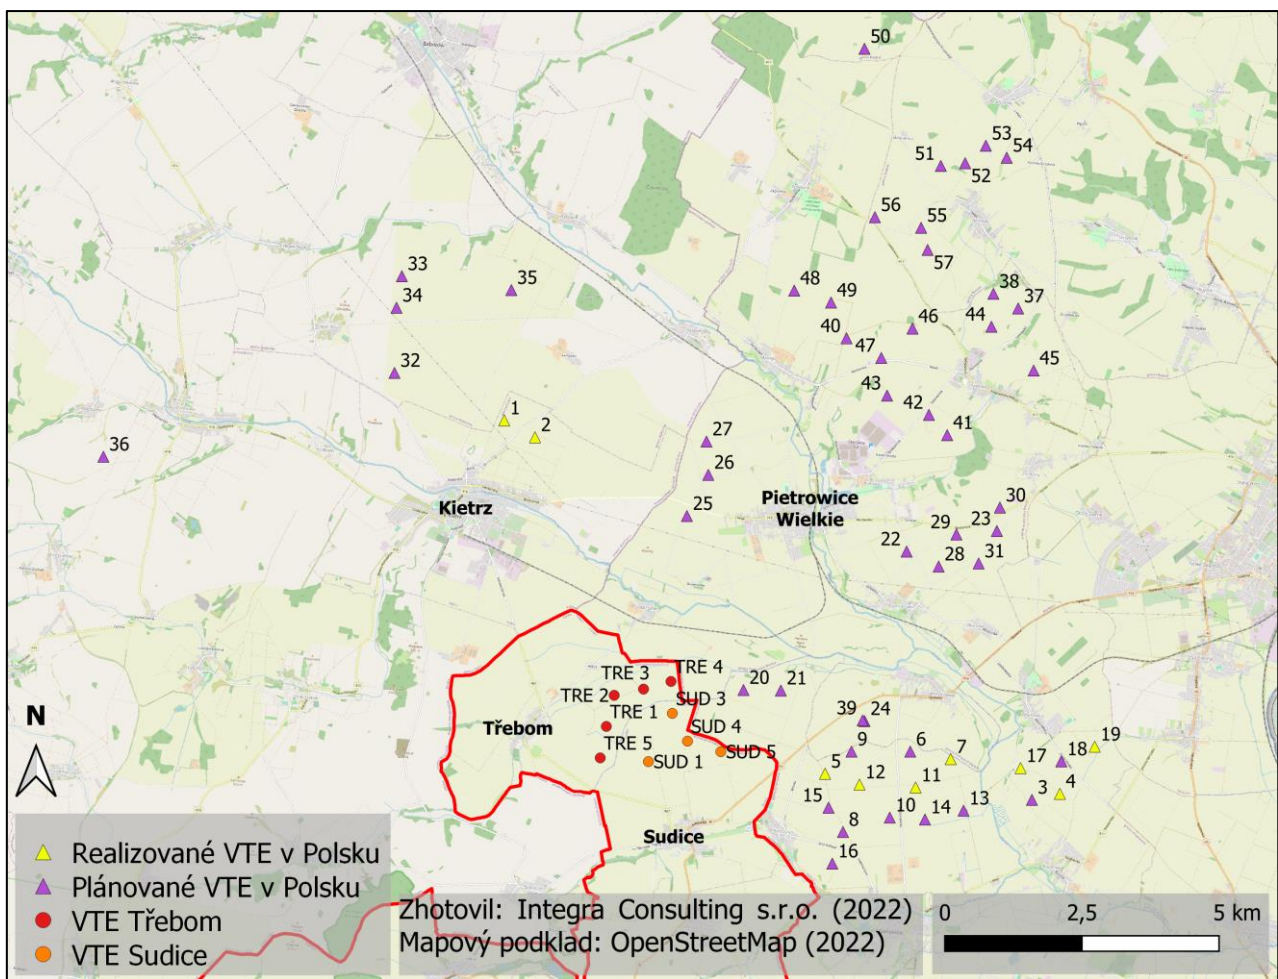 50
53
54
51
52
56
55
57
33
35
48
49
38
37
34
46
44
40
47
32
45
43
42
1
2
41
36
27
26
Kietrz
25
Pietrowice
Wielkie
30
29
23
22
28
31
TRE 4
TRE 3
TRE 2
SUD 3
20
21
N
TRE 1
39
24
Třebom
SUD 4
TRE 5
SUD 5
SUD 1
9
6
7
19
5
17
18
12
11
4
15
3
10
14
13
8
Sudice
16
Realizované VTE v Polsku
Plánované VTE v Polsku
VTE Třebom
VTE Sudice
Zhotovil: Integra Consulting s.r.o. (2022)
Mapový podklad: OpenStreetMap (2022)
0 2,5 5 km